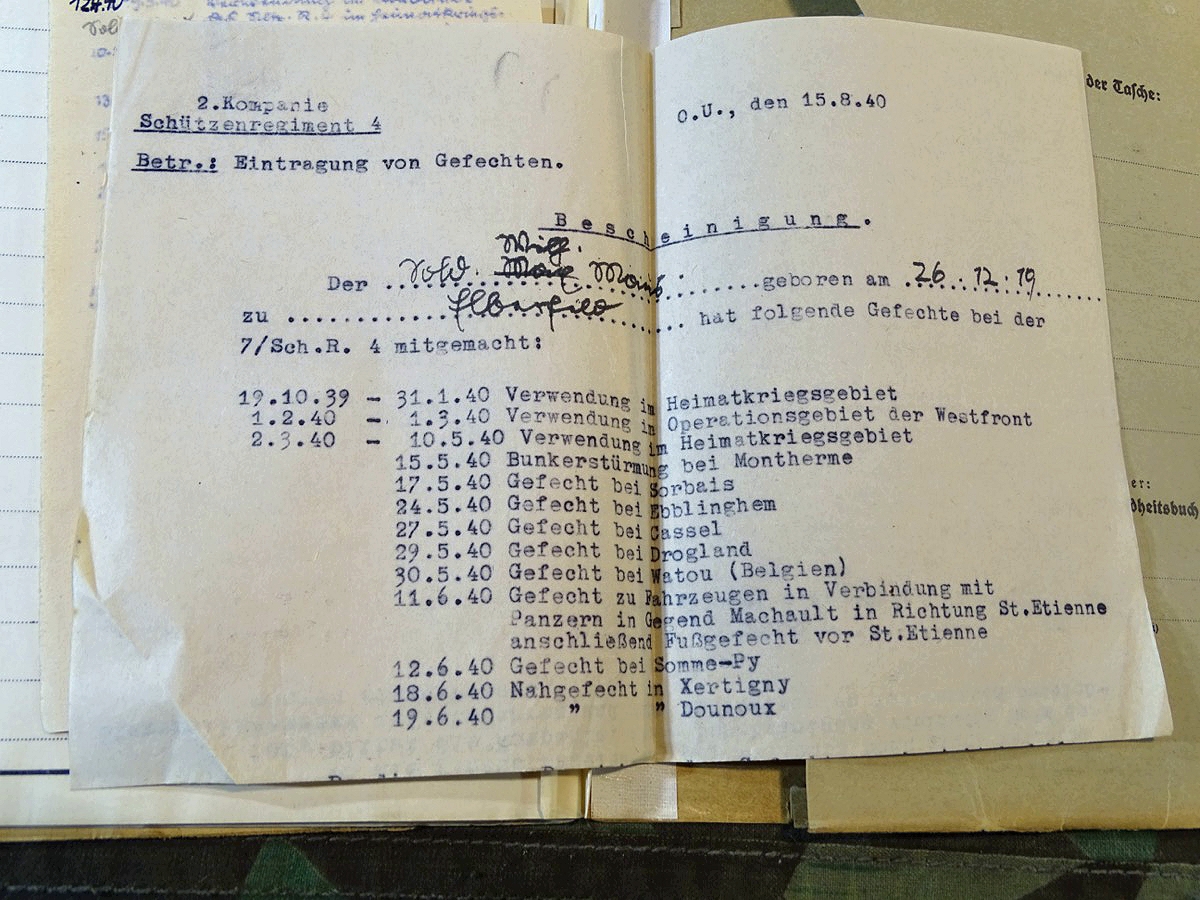 2.Kompanie
Schützenregiment 4
O.U., den 15.8.40
Betr.: Eintragung von Gefechten.
Bescheinigung.
Der ............ geboren am 26.12.19
zu ............ hat folgende Gefechte bei der
7/Sch.R. 4 mitgemacht:
19.10.39 - 31.1.40 Verwendung im Heimatkriegsgebiet
1.2.40 - 1.3.40 Verwendung im Operationsgebiet der Westfront
2.3.40 - 10.5.40 Verwendung im Heimatkriegsgebiet
15.5.40 Bunkerstürmung bei Montherme
17.5.40 Gefecht bei Sorbais
24.5.40 Gefecht bei Ebblinghem
27.5.40 Gefecht bei Cassel
29.5.40 Gefecht bei Drogland
30.5.40 Gefecht bei Watou (Belgien)
11.6.40 Gefecht zu Fahrzeugen in Verbindung mit
Panzern in Gegend Machault in Richtung St.Etienne
anschließend Fußgefecht vor St.Etienne
12.6.40 Gefecht bei Somme-Py
18.6.40 Nahgefecht in Xertigny
19.6.40 " " Dounoux
der Tasche:
er:
dheitsbuch